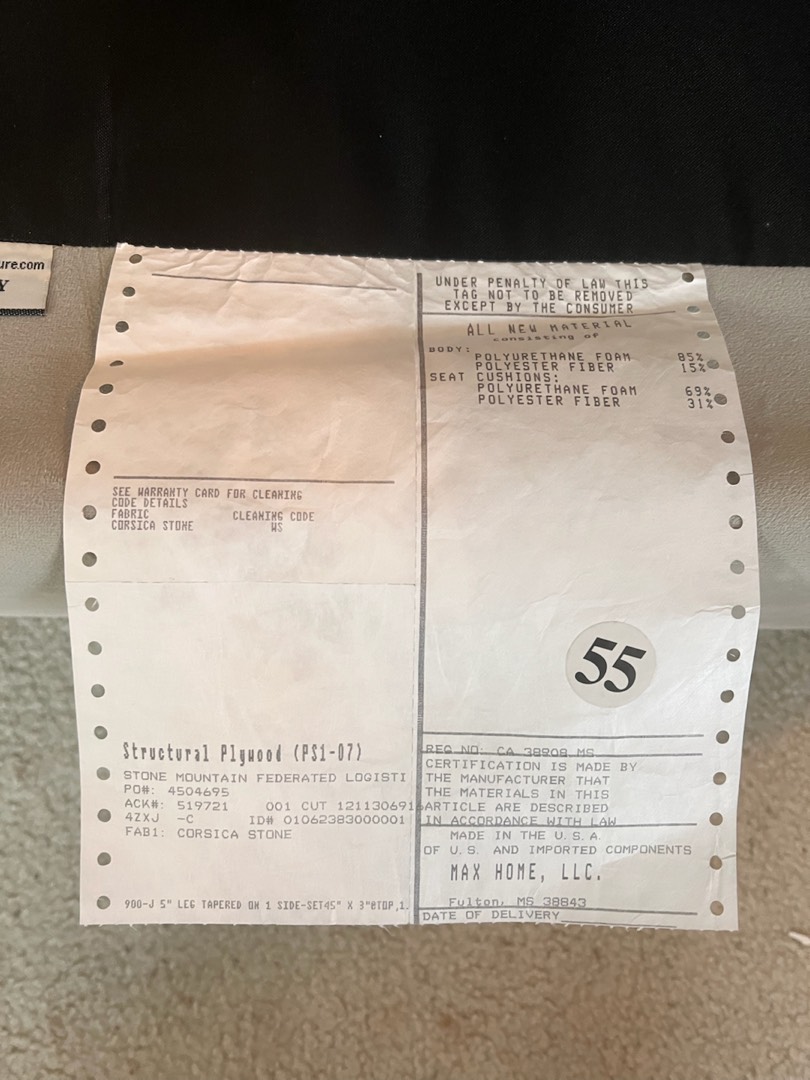 ure.com
Y
UNDER PENALTY OF LAW THIS
TAG NOT TO BE REMOVED
EXCEPT BY THE CONSUMER
ALL NEW MATERIAL
consisting of
BODY:
POLYURETHANE FOAM 85%
POLYESTER FIBER 15%
SEAT CUSHIONS:
POLYURETHANE FOAM 69%
POLYESTER FIBER 31%
SEE WARRANTY CARD FOR CLEANING
CODE DETAILS
FABRIC CLEANING CODE
CORSICA STONE WS
55
Structural Plywood (PS1-07)
STONE MOUNTAIN FEDERATED LOGISTI
PO#: 4504695
ACK#: 519721 001 CUT 1211306916
4ZXJ -C ID# 01062383000001
FAB1: CORSICA STONE
900-J 5" LEG TAPERED ON 1 SIDE-SET45" X 3"@TOP,1.
REG NO: CA 38908 MS
CERTIFICATION IS MADE BY
THE MANUFACTURER THAT
THE MATERIALS IN THIS
ARTICLE ARE DESCRIBED
IN ACCORDANCE WITH LAW
MADE IN THE U.S.A.
OF U.S. AND IMPORTED COMPONENTS
MAX HOME, LLC.
Fulton, MS 38843
DATE OF DELIVERY